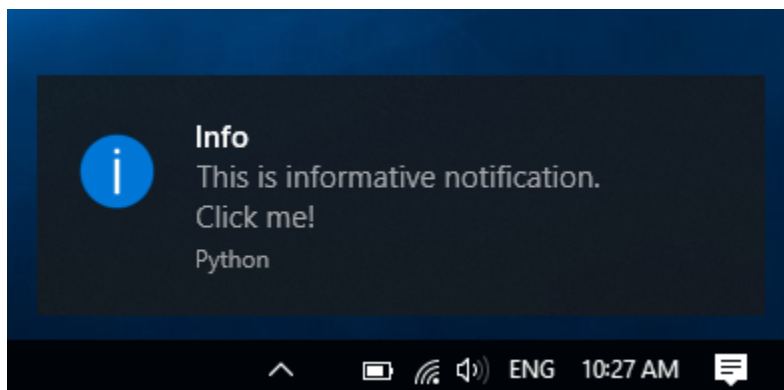 Info
This is informative notification.
Click me!
Python
ENG 10:27 AM